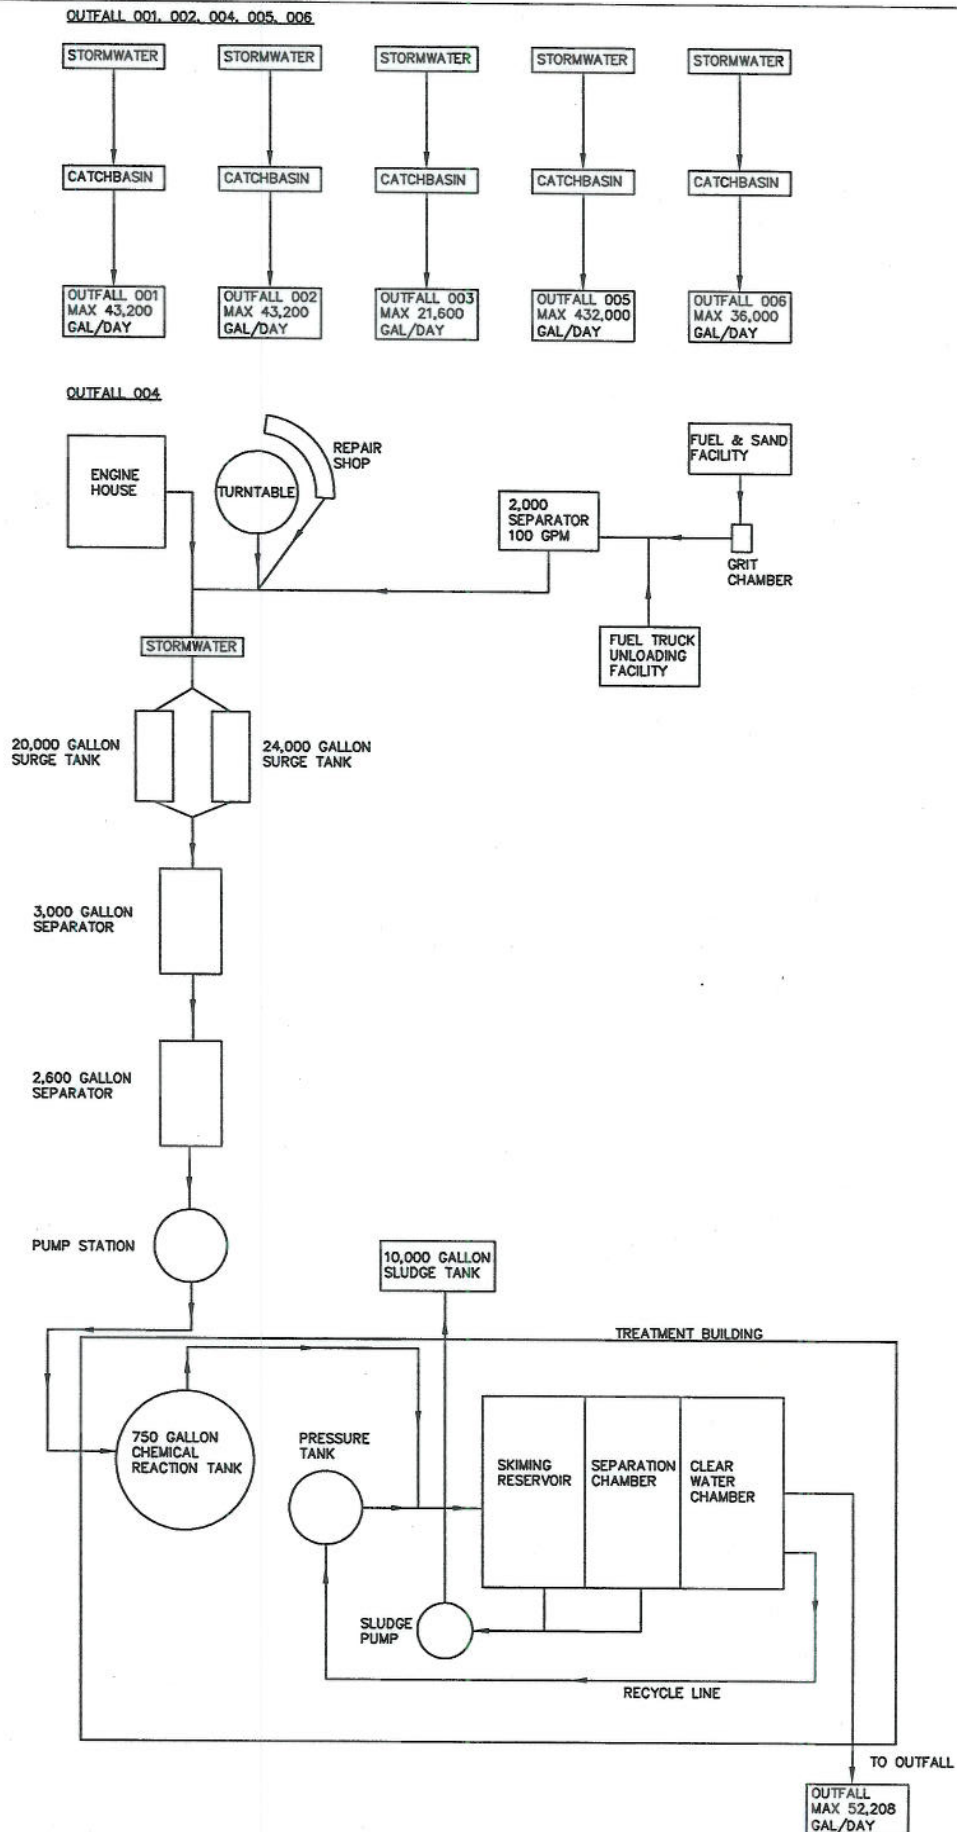 OUTFALL 001, 002, 004, 005, 006
STORMWATER
STORMWATER
STORMWATER
STORMWATER
STORMWATER
CATCHBASIN
CATCHBASIN
CATCHBASIN
CATCHBASIN
CATCHBASIN
OUTFALL 001
MAX 43,200
GAL/DAY
OUTFALL 002
MAX 43,200
GAL/DAY
OUTFALL 003
MAX 21,600
GAL/DAY
OUTFALL 005
MAX 432,000
GAL/DAY
OUTFALL 006
MAX 36,000
GAL/DAY
OUTFALL 004
ENGINE
HOUSE
TURNTABLE
REPAIR
SHOP
2,000
SEPARATOR
100 GPM
FUEL & SAND
FACILITY
GRIT
CHAMBER
FUEL TRUCK
UNLOADING
FACILITY
STORMWATER
20,000 GALLON
SURGE TANK
24,000 GALLON
SURGE TANK
3,000 GALLON
SEPARATOR
2,600 GALLON
SEPARATOR
PUMP STATION
10,000 GALLON
SLUDGE TANK
TREATMENT BUILDING
750 GALLON
CHEMICAL
REACTION TANK
PRESSURE
TANK
SKIMING
RESERVOIR
SEPARATION
CHAMBER
CLEAR
WATER
CHAMBER
SLUDGE
PUMP
RECYCLE LINE
TO OUTFALL
OUTFALL
MAX 52,208
GAL/DAY